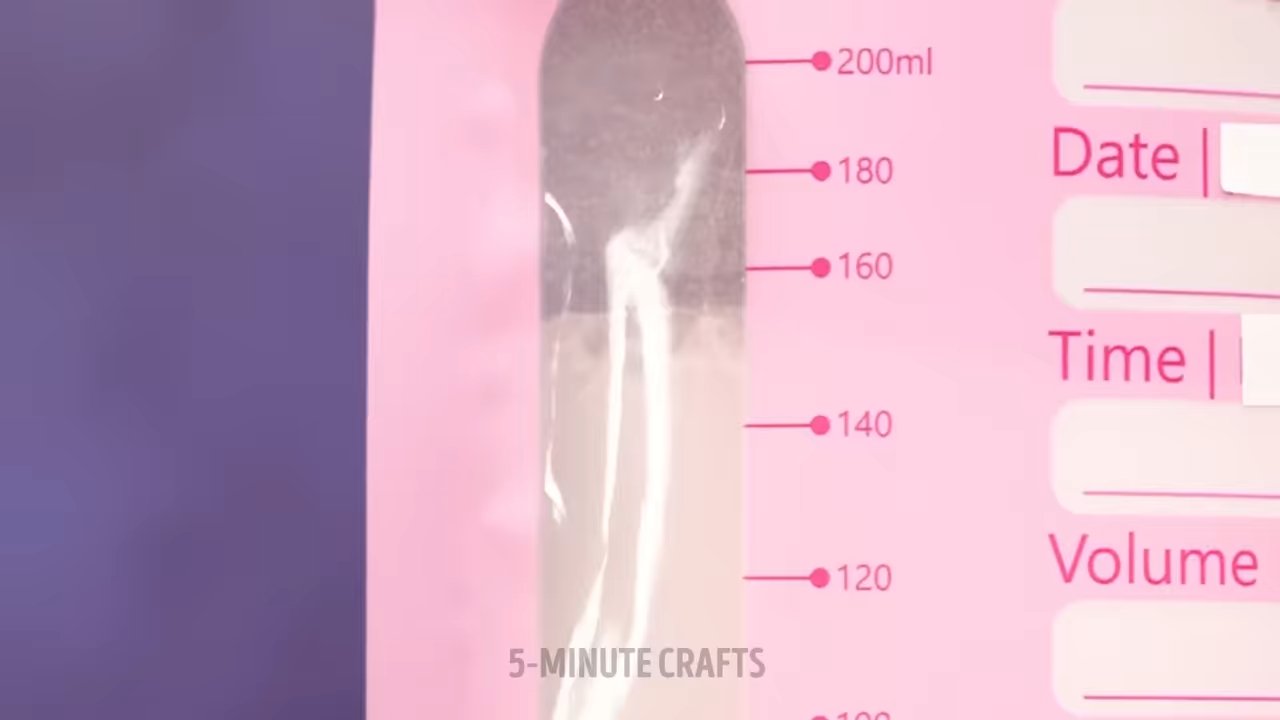 200ml
180
160
140
120
Date |
Time |
Volume
5-MINUTE CRAFTS